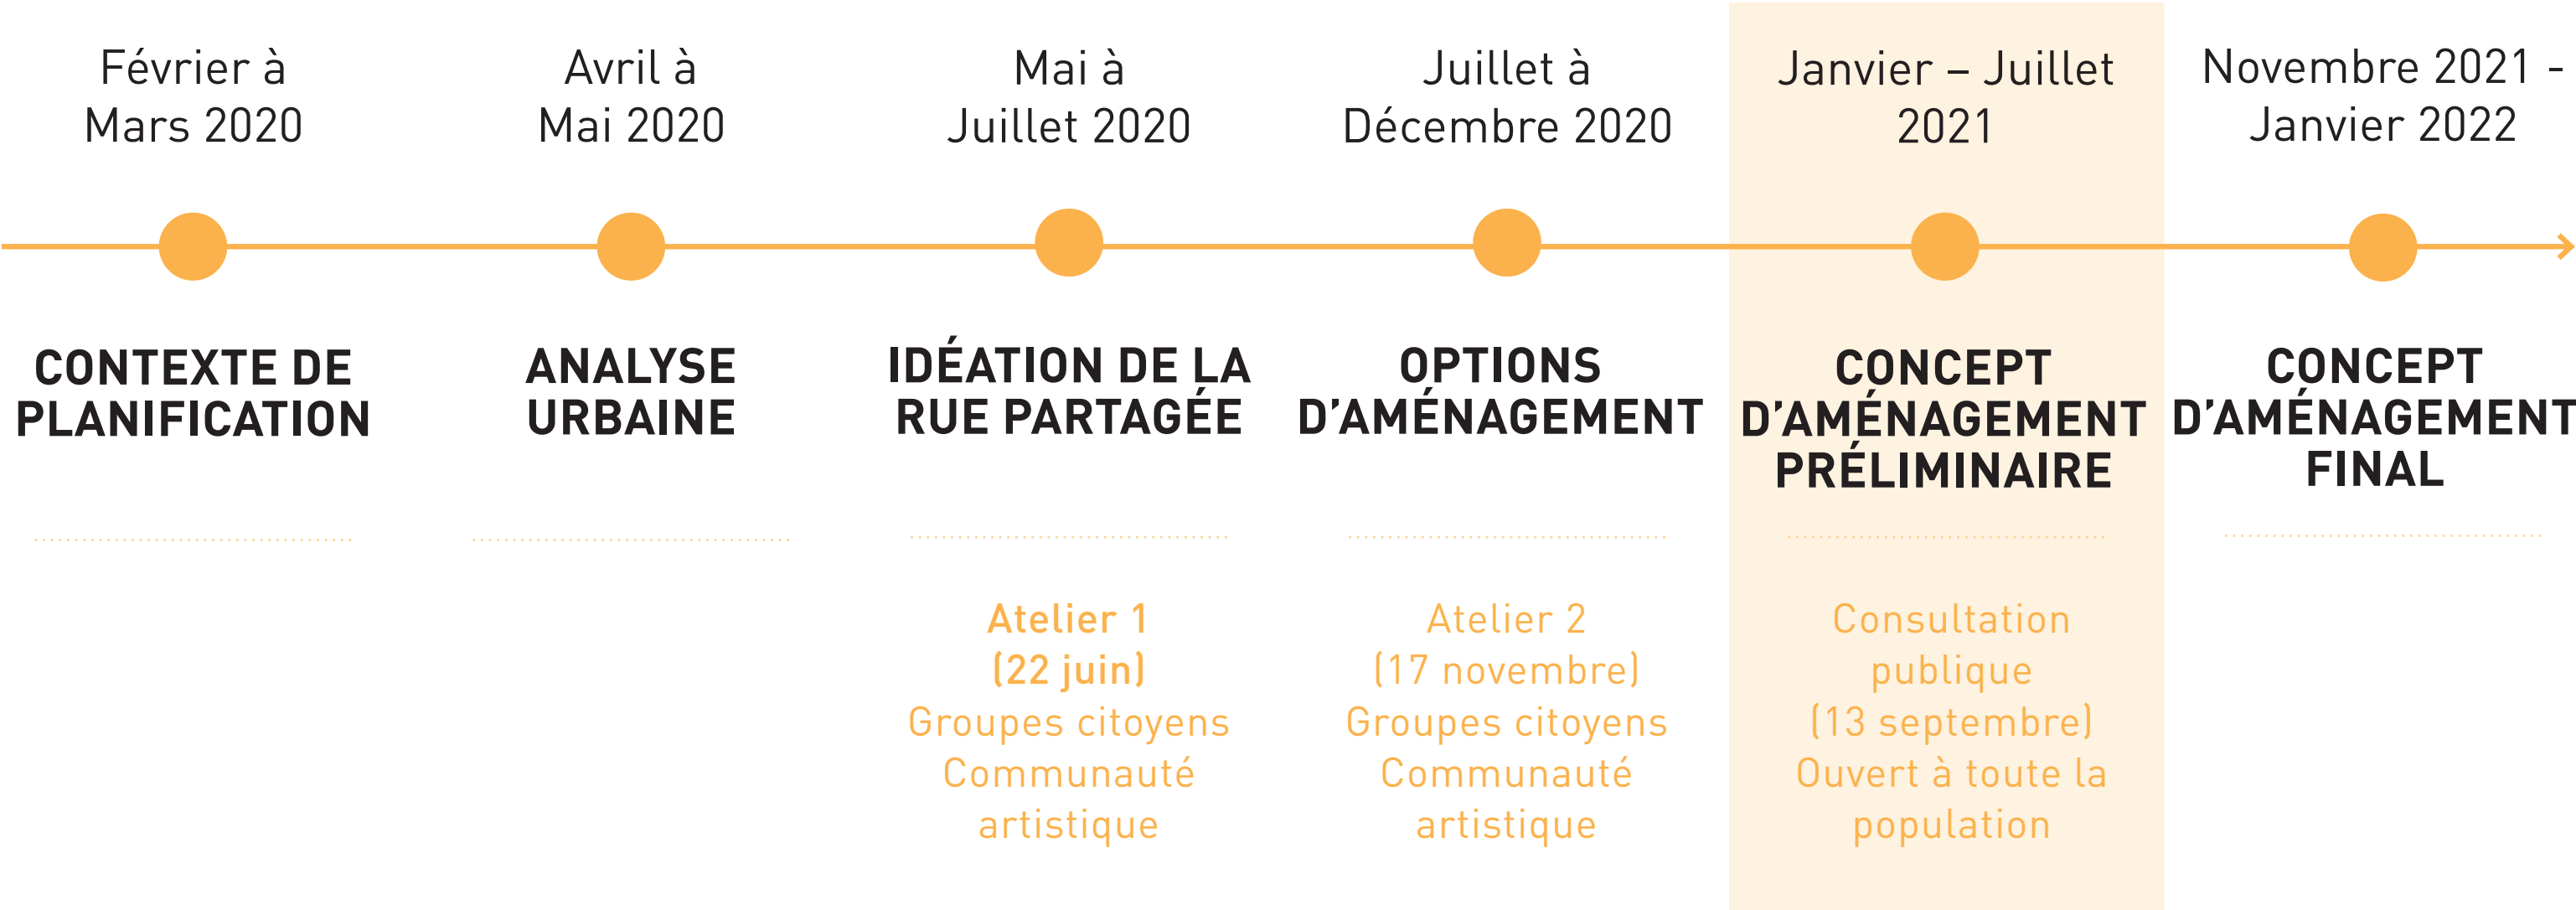 Février à
Mars 2020
Avril à
Mai 2020
Mai à
Juillet 2020
Juillet à
Décembre 2020
Janvier – Juillet
2021
Novembre 2021 -
Janvier 2022
CONTEXTE DE
PLANIFICATION
ANALYSE
URBAINE
IDÉATION DE LA
RUE PARTAGÉE
OPTIONS
D’AMÉNAGEMENT
CONCEPT
D’AMÉNAGEMENT
PRÉLIMINAIRE
CONCEPT
D’AMÉNAGEMENT
FINAL
Atelier 1
(22 juin)
Groupes citoyens
Communauté
artistique
Atelier 2
(17 novembre)
Groupes citoyens
Communauté
artistique
Consultation
publique
(13 septembre)
Ouvert à toute la
population